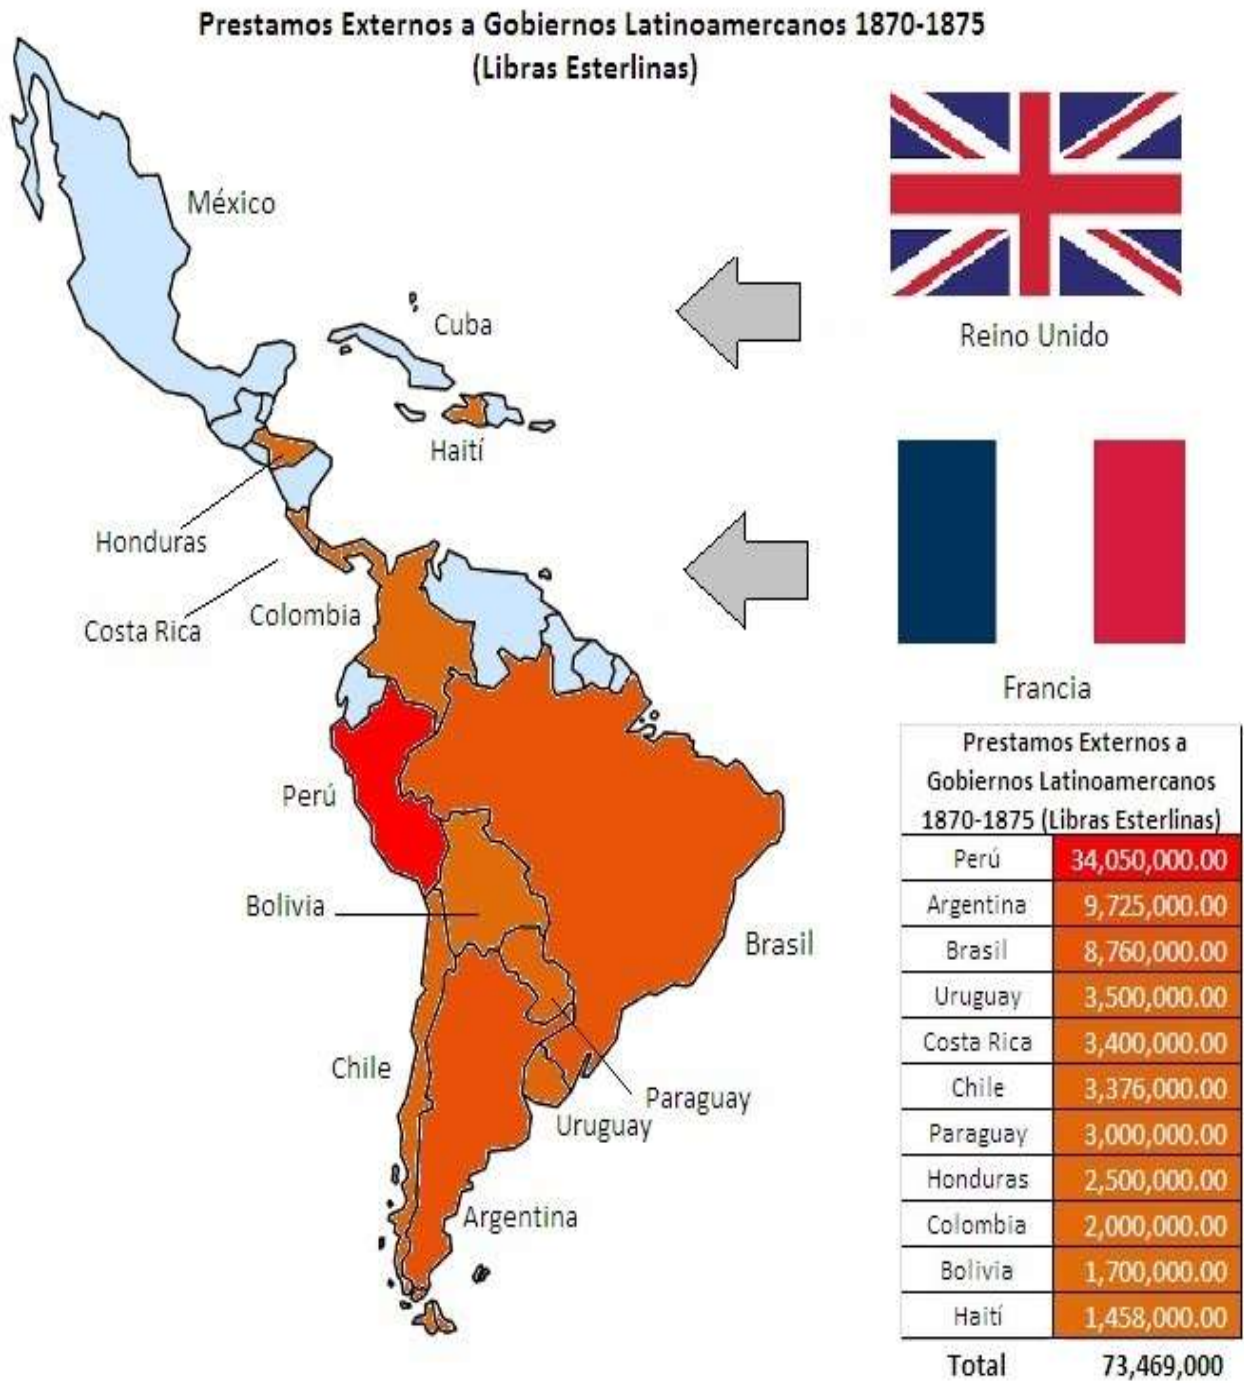 Prestamos Externos a Gobiernos Latinoamercanos 1870-1875
(Libras Esterlinas)
México
Cuba
Reino Unido
Haití
Honduras
Costa Rica
Colombia
Francia
Perú
Bolivia
Brasil
Chile
Paraguay
Uruguay
Argentina
Prestamos Externos a
Gobiernos Latinoamercanos
1870-1875 (Libras Esterlinas)
Perú 34,050,000.00
Argentina 9,725,000.00
Brasil 8,760,000.00
Uruguay 3,500,000.00
Costa Rica 3,400,000.00
Chile 3,376,000.00
Paraguay 3,000,000.00
Honduras 2,500,000.00
Colombia 2,000,000.00
Bolivia 1,700,000.00
Haití 1,458,000.00
Total 73,469,000